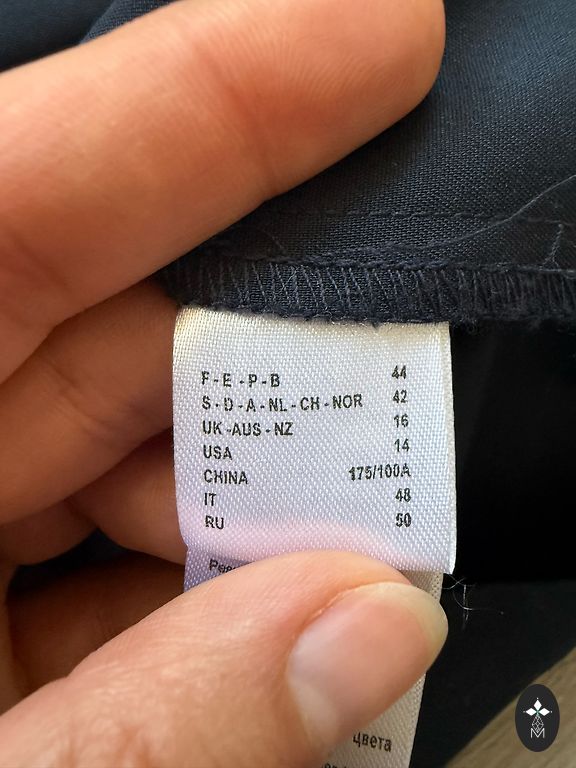 F - E - P - B 44
S - D - A - NL - CH - NOR 42
UK - AUS - NZ 16
USA 14
CHINA 175/100A
IT 48
RU 50
цвета
M